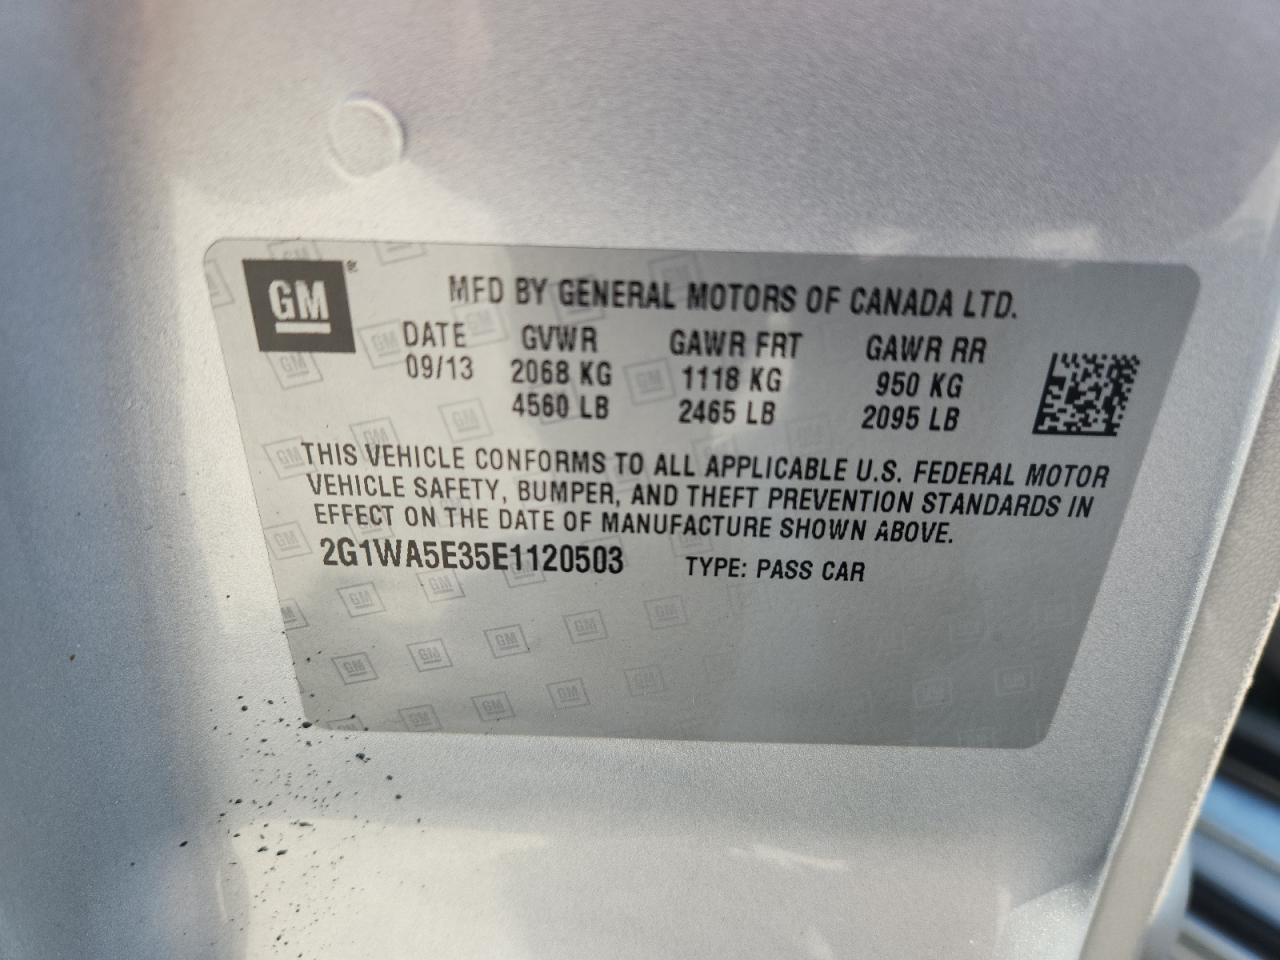 GM®
MFD BY GENERAL MOTORS OF CANADA LTD.
DATE GVWR GAWR FRT GAWR RR
09/13 2068 KG 1118 KG 950 KG
4560 LB 2465 LB 2095 LB
THIS VEHICLE CONFORMS TO ALL APPLICABLE U.S. FEDERAL MOTOR
VEHICLE SAFETY, BUMPER, AND THEFT PREVENTION STANDARDS IN
EFFECT ON THE DATE OF MANUFACTURE SHOWN ABOVE.
2G1WA5E35E1120503 TYPE: PASS CAR